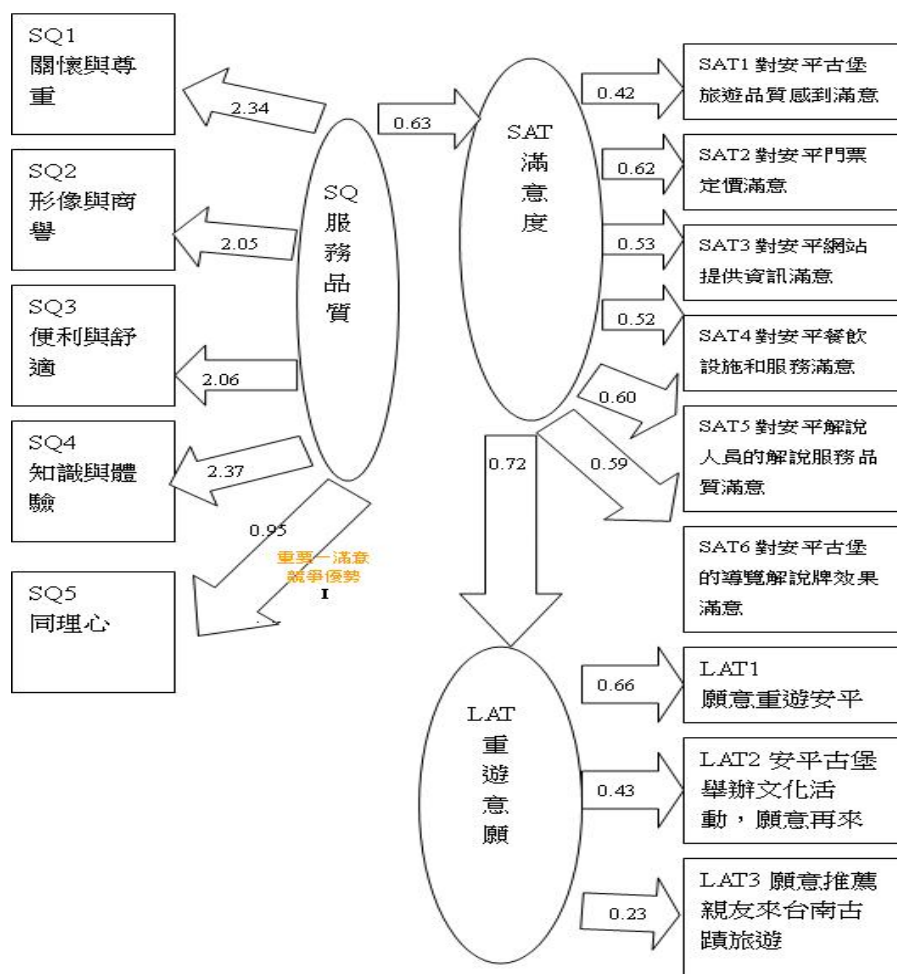 SQ1
關懷與尊
重
2.34
SQ2
形像與商
譽
2.05
SQ3
便利與舒
適
2.06
SQ4
知識與體
驗
2.37
SQ5
同理心
0.95
重要一滿意
競爭優勢
I
SQ
服
務
品
質
0.63
SAT
滿
意
度
0.42
SAT1 對安平古堡
旅遊品質感到滿意
0.62
SAT2 對安平門票
定價滿意
0.53
SAT3 對安平網站
提供資訊滿意
0.52
SAT4 對安平餐飲
設施和服務滿意
0.60
SAT5 對安平解說
人員的解說服務品
質滿意
0.59
SAT6 對安平古堡
的導覽解說牌效果
滿意
0.72
LAT
重
遊
意
願
0.66
LAT1
願意重遊安平
0.43
LAT2 安平古堡
舉辦文化活
動，願意再來
0.23
LAT3 願意推薦
親友來台南古
蹟旅遊